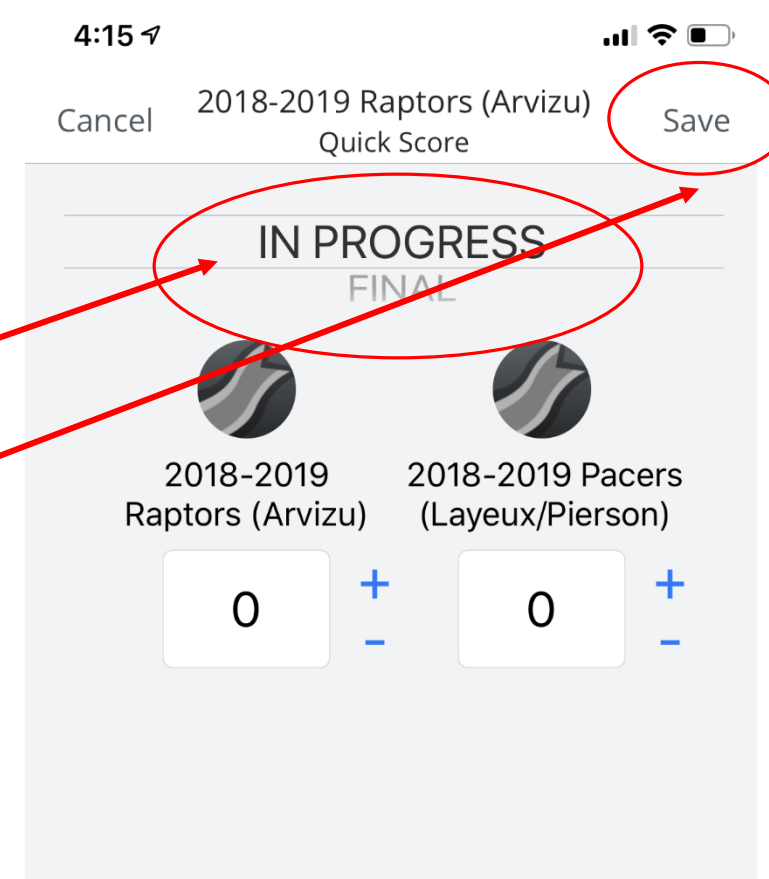 4:15
Cancel 2018-2019 Raptors (Arvizu) Save
Quick Score
IN PROGRESS
FINAL
2018-2019 2018-2019 Pacers
Raptors (Arvizu) (Layeux/Pierson)
0 + 0 +
- -